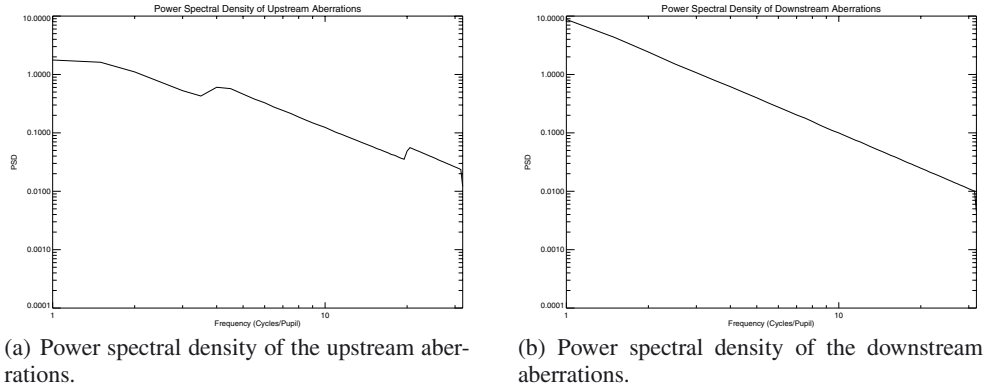 Power Spectral Density of Upstream Aberrations
10.0000
1.0000
0.1000
0.0100
0.0010
0.0001
PSD
1
10
Frequency (Cycles/Pupil)
(a) Power spectral density of the upstream aber-
rations.
Power Spectral Density of Downstream Aberrations
10.0000
1.0000
0.1000
0.0100
0.0010
0.0001
PSD
1
10
Frequency (Cycles/Pupil)
(b) Power spectral density of the downstream
aberrations.